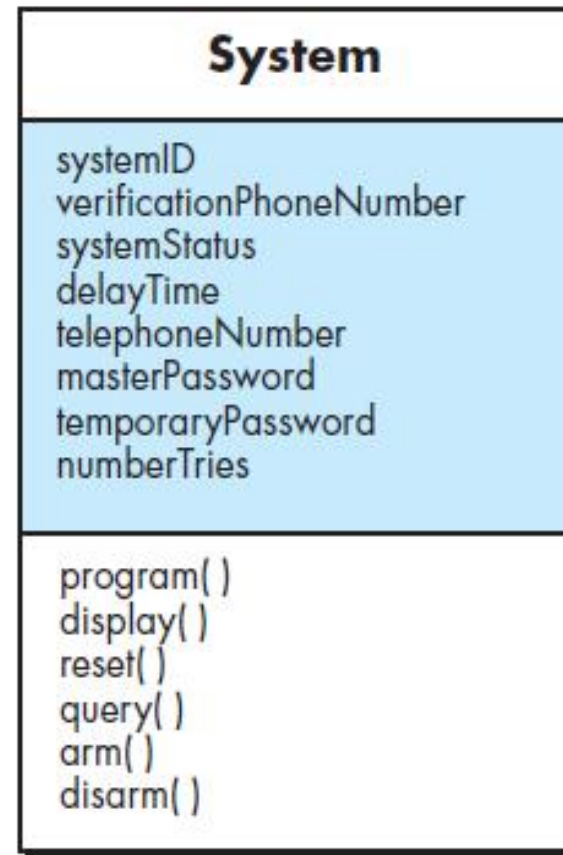 System
systemID
verificationPhoneNumber
systemStatus
delayTime
telephoneNumber
masterPassword
temporaryPassword
numberTries
program( )
display( )
reset( )
query( )
arm( )
disarm( )